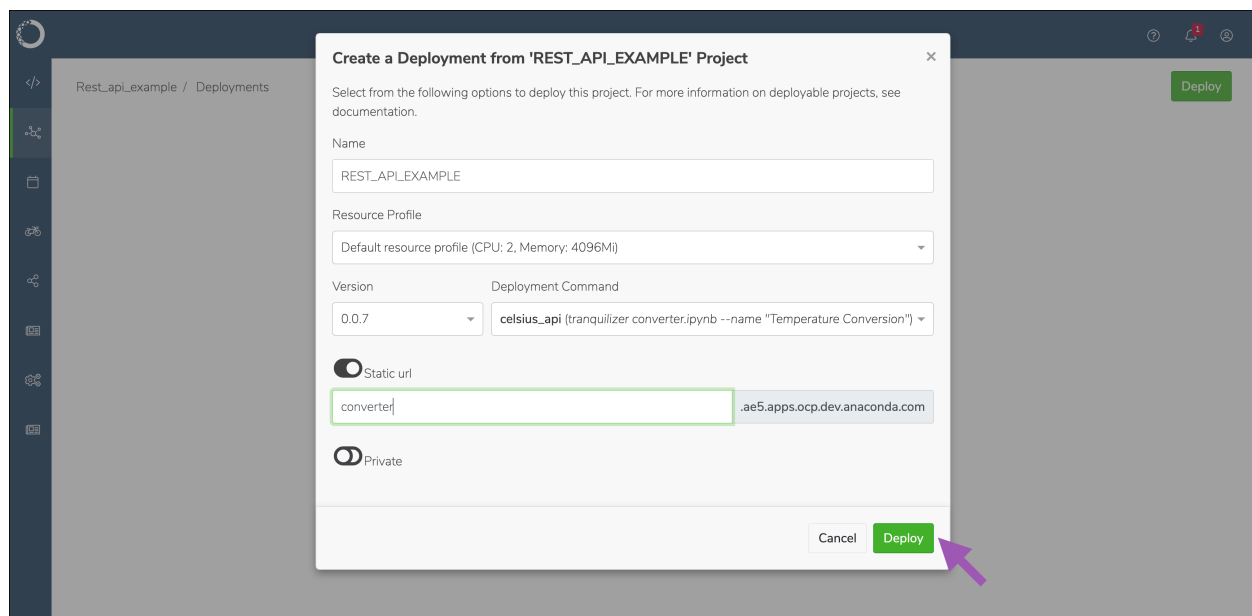 1
</>
Rest_api_example / Deployments
Deploy
Create a Deployment from 'REST_API_EXAMPLE' Project
×
Select from the following options to deploy this project. For more information on deployable projects, see
documentation.
Name
REST_API_EXAMPLE
Resource Profile
Default resource profile (CPU: 2, Memory: 4096Mi)
Version
Deployment Command
0.0.7
celsius_api (tranquilizer converter.ipynb --name "Temperature Conversion")
Static url
converter
.ae5.apps.ocp.dev.anaconda.com
Private
Cancel
Deploy